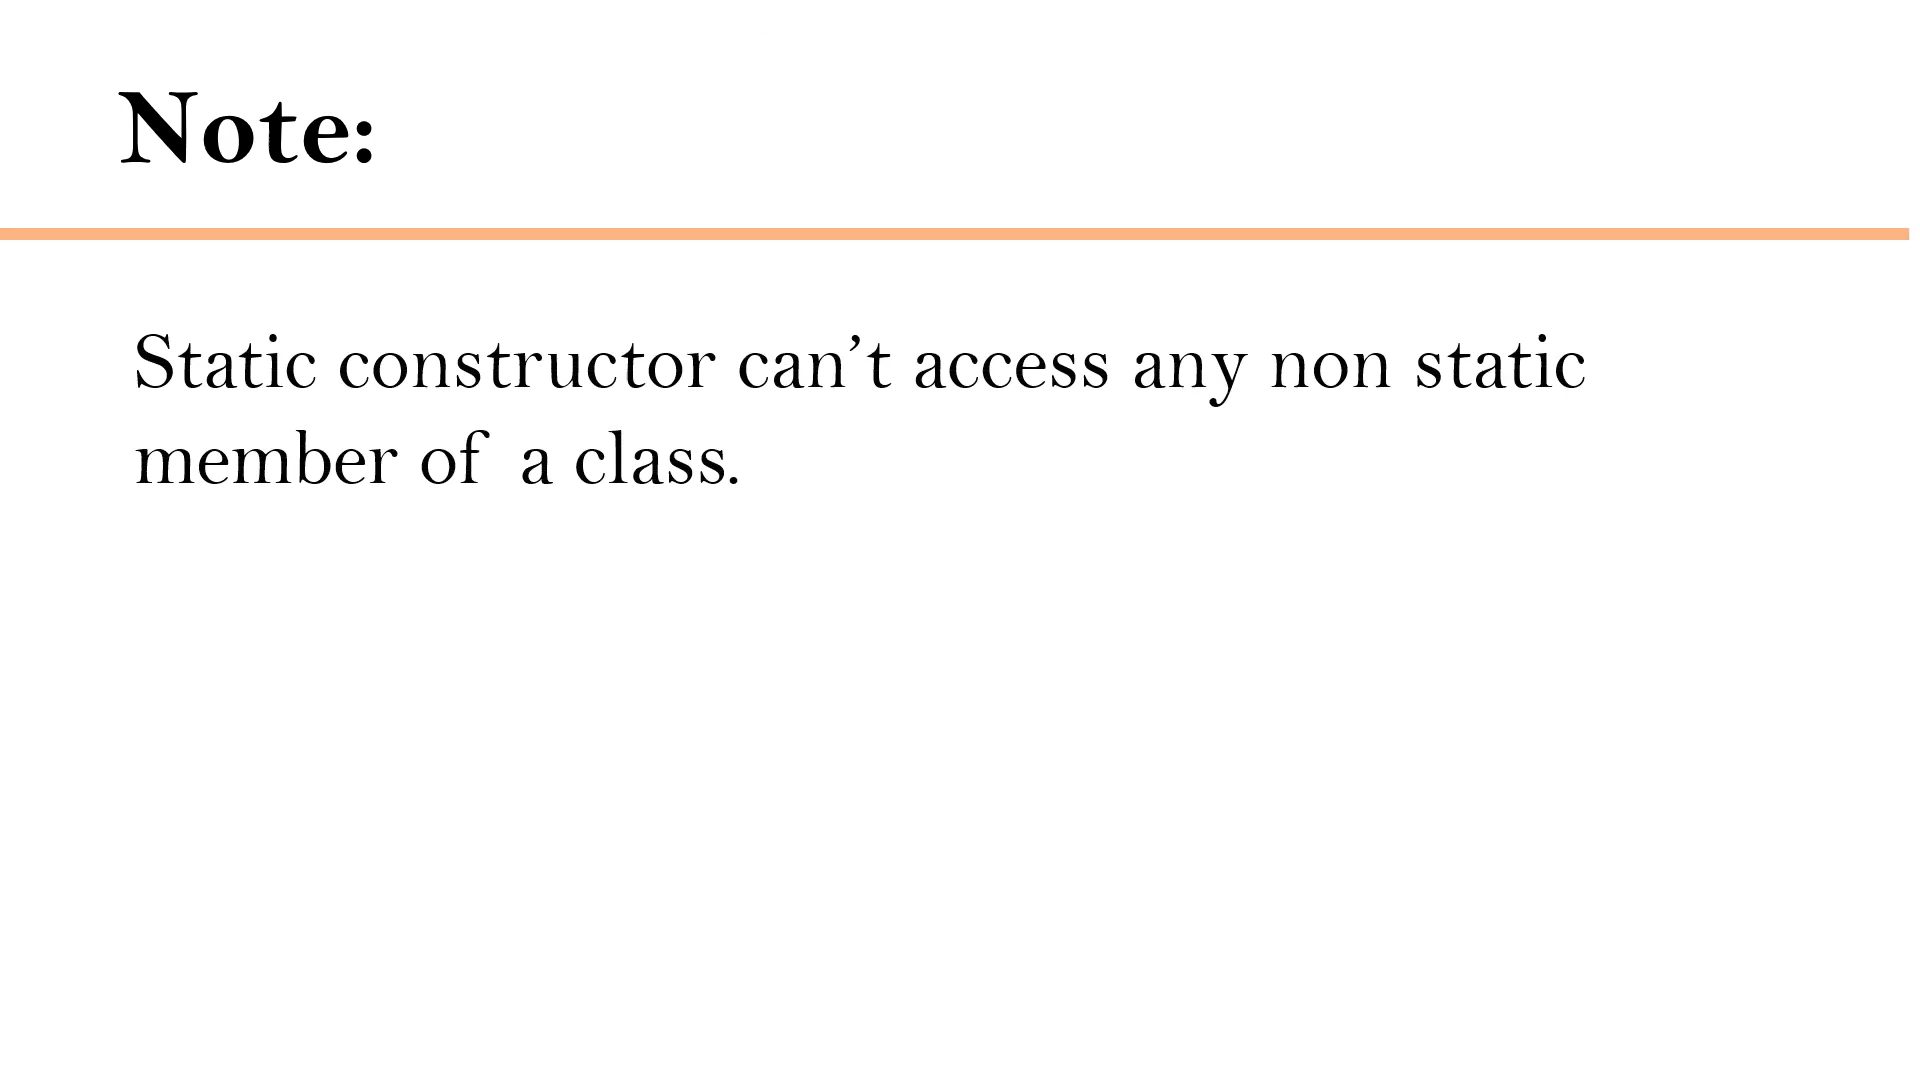 Note:
Static constructor can’t access any non static
member of  a class.